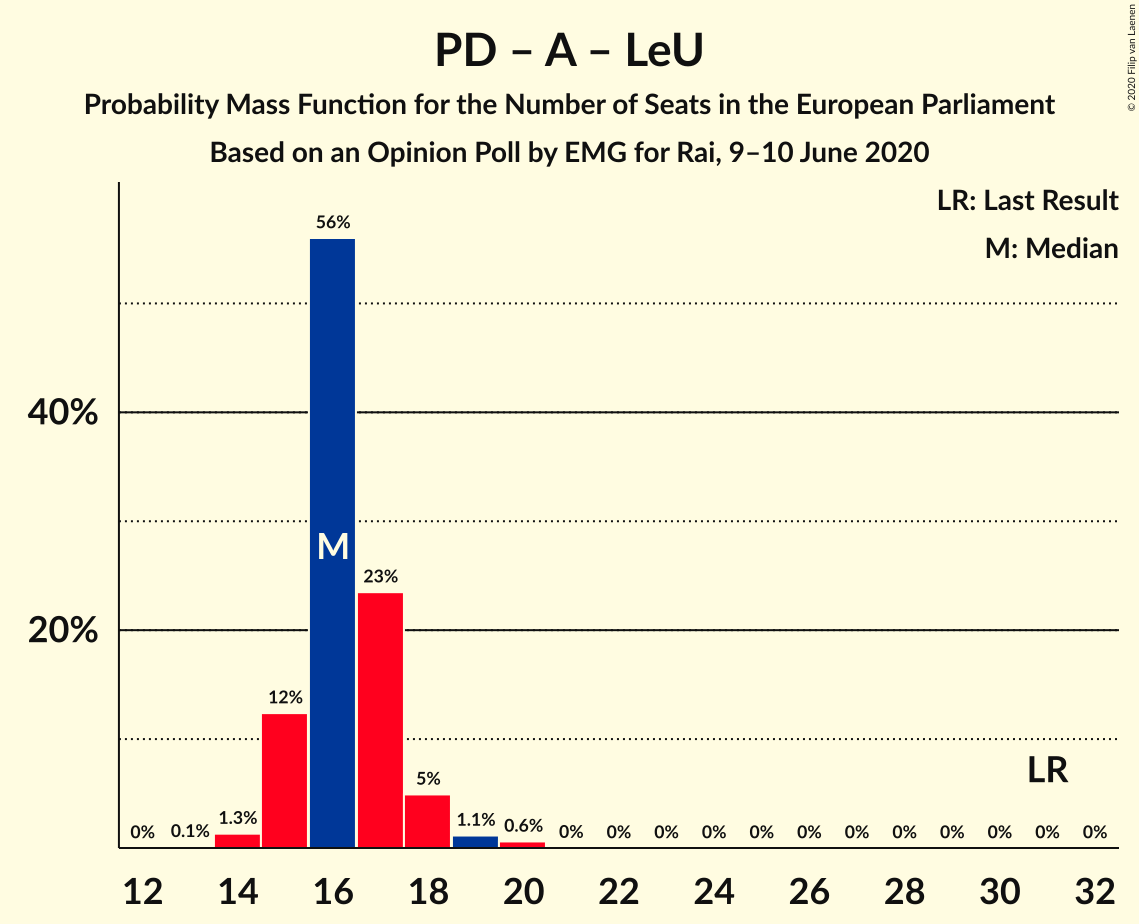 PD – A – LeU
Probability Mass Function for the Number of Seats in the European Parliament
Based on an Opinion Poll by EMG for Rai, 9–10 June 2020
© 2020 Filip van Laenen
LR: Last Result
M: Median
40%
20%
0%
0.1%
1.3%
12%
56%
M
23%
5%
1.1%
0.6%
0%
0%
0%
0%
0%
0%
0%
0%
0%
0%
0%
0%
LR
12 14 16 18 20 22 24 26 28 30 32